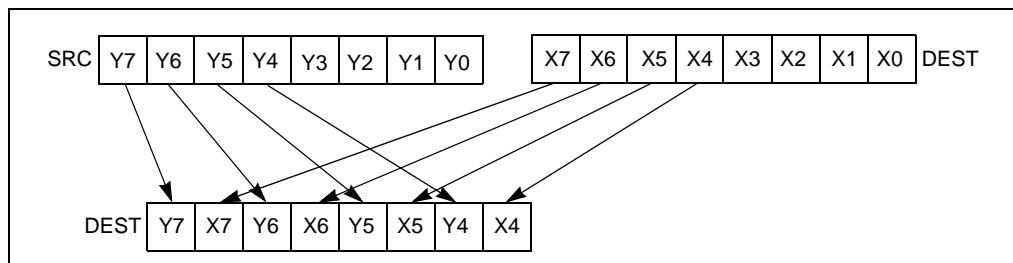 SRC Y7 Y6 Y5 Y4 Y3 Y2 Y1 Y0 X7 X6 X5 X4 X3 X2 X1 X0 DEST
DEST Y7 X7 Y6 X6 Y5 X5 Y4 X4